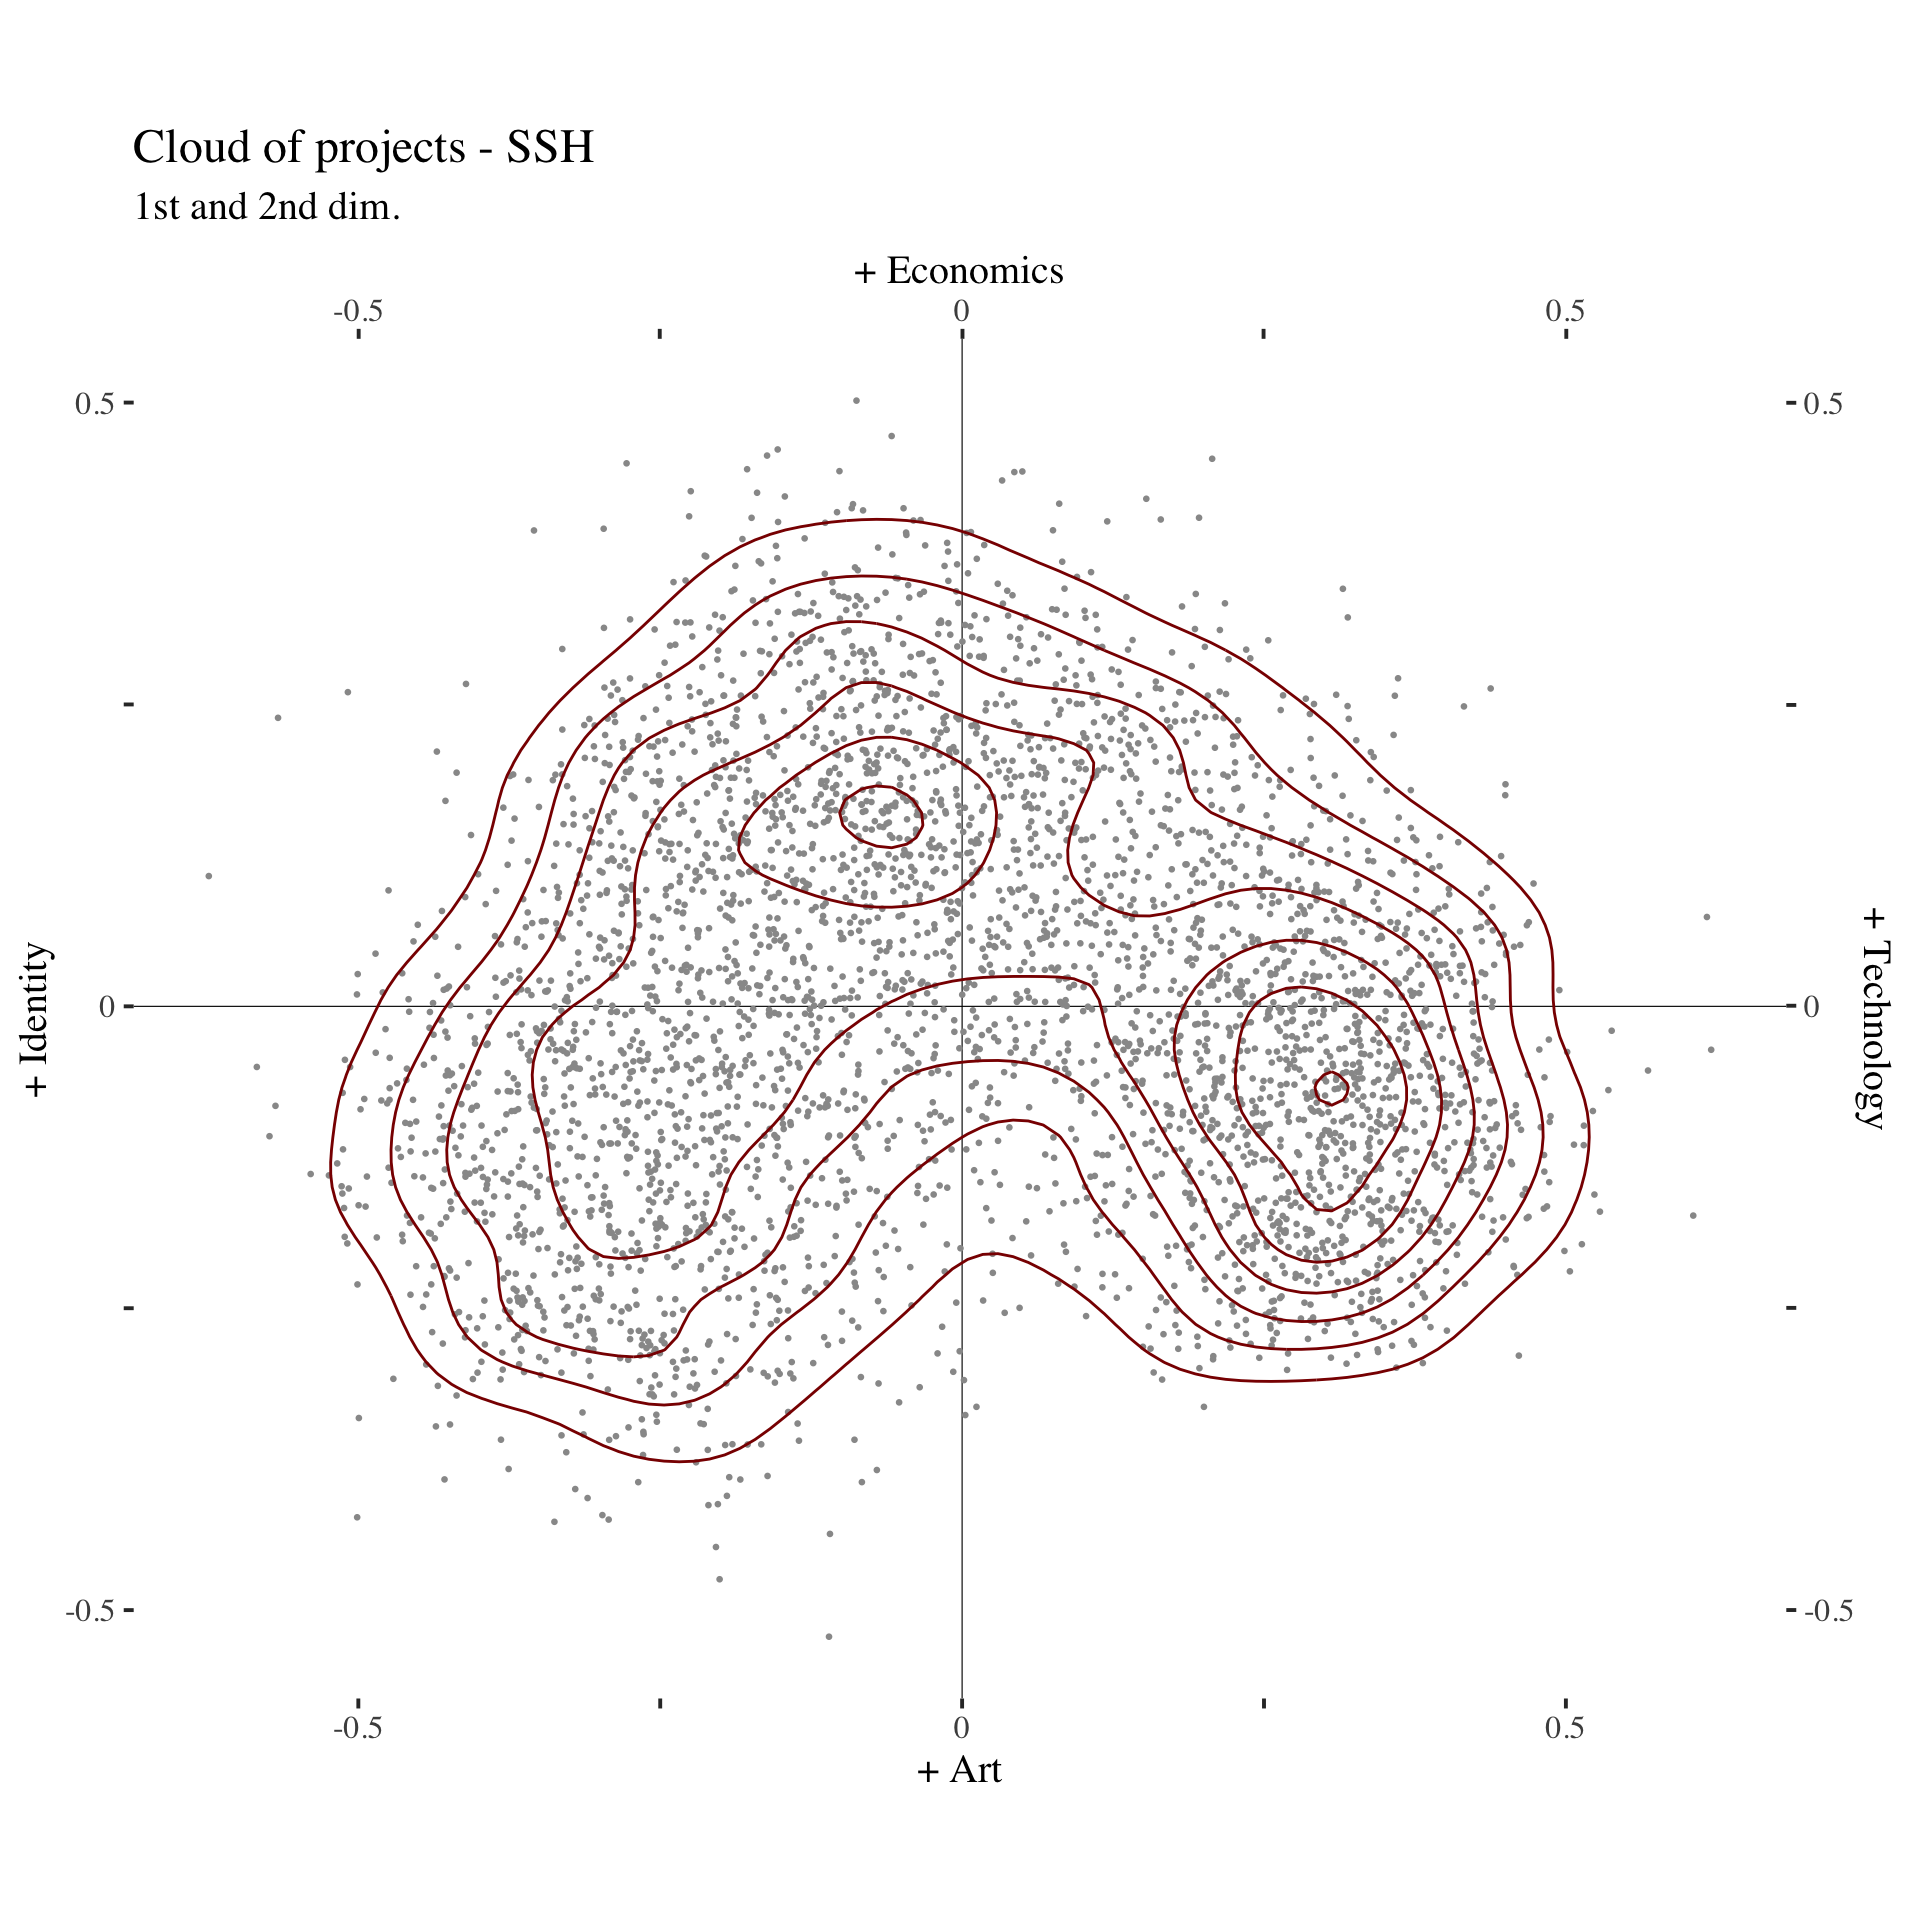 Cloud of projects - SSH
1st and 2nd dim.
+ Economics
-0.5 0 0.5
0.5 0.5
+ Identity
0 0
+ Technology
-0.5 -0.5
-0.5 0 0.5
+ Art